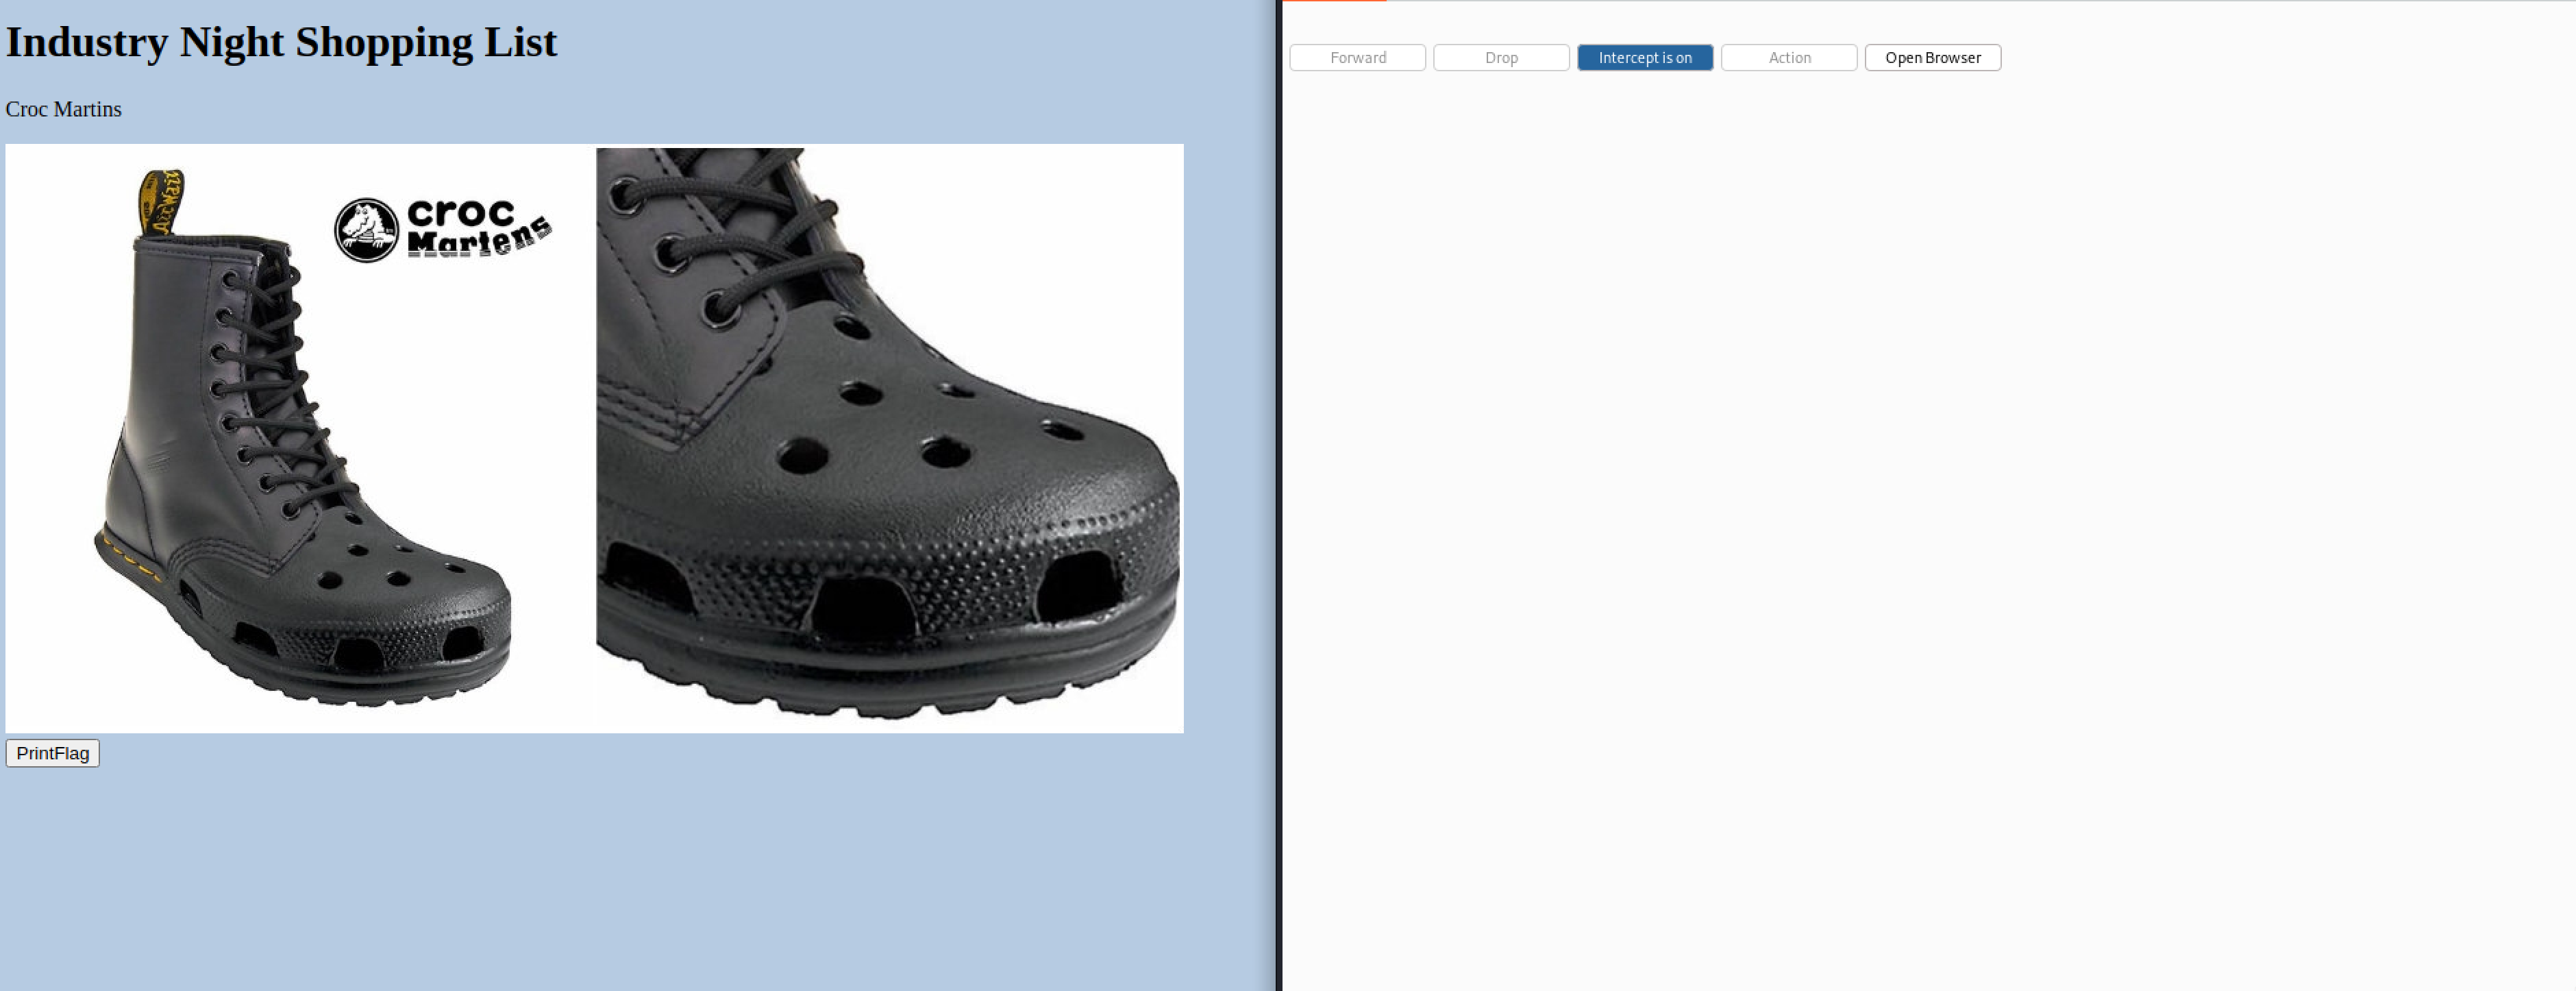 Industry Night Shopping List
Croc Martins
croc
Martens
PrintFlag
Forward
Drop
Intercept is on
Action
Open Browser